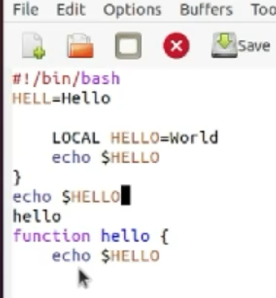 File Edit Options Buffers
Save
#!/bin/bash
HELL=Hello
LOCAL HELLO=World
echo $HELLO
}
echo $HELLO
hello
function hello {
echo $HELLO